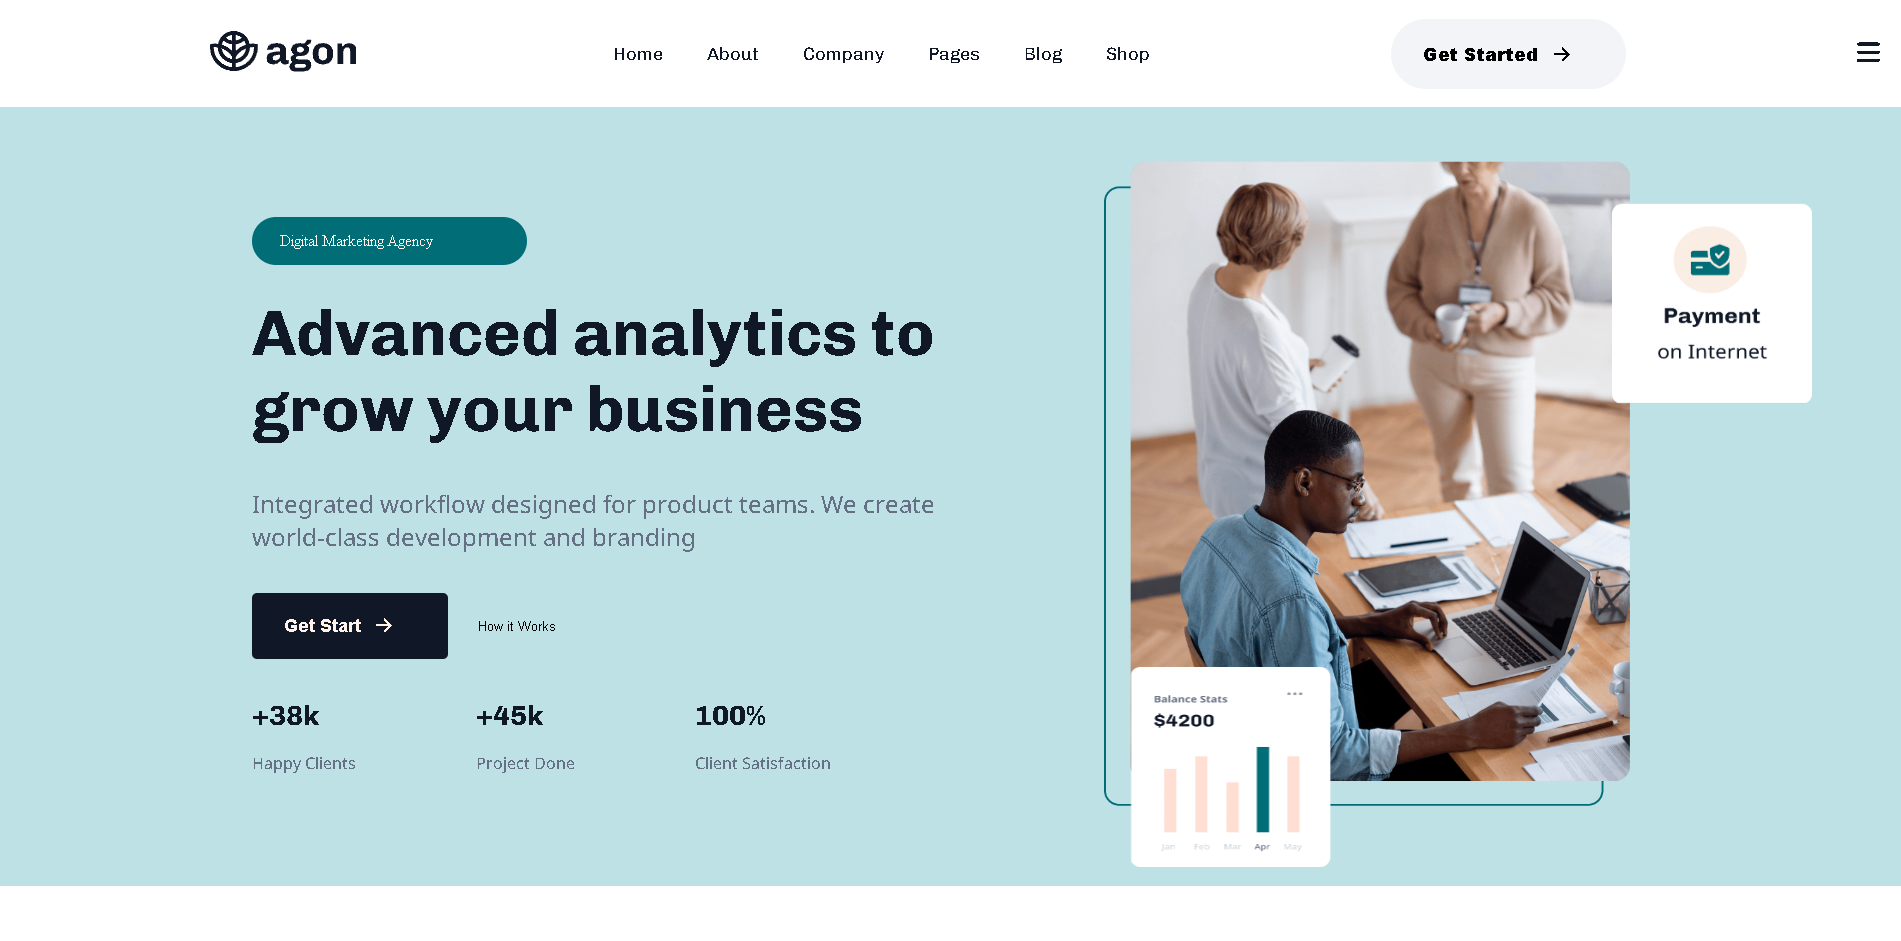 agon
Home
About
Company
Pages
Blog
Shop
Get Started
Digital Marketing Agency
Advanced analytics to
grow your business
Integrated workflow designed for product teams. We create
world-class development and branding
Get Start
How it Works
+38k
Happy Clients
+45k
Project Done
100%
Client Satisfaction
Payment
on Internet
Balance Stats
$4200
Jan
Feb
Mar
Apr
May